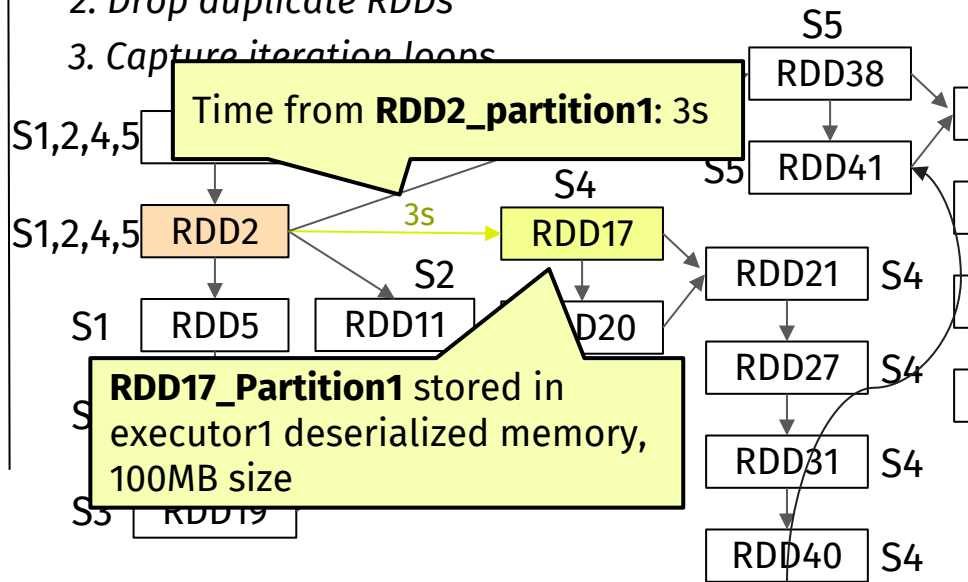 2. Drop duplicate RDDs
3. Capture iteration loops
S5
RDD38
Time from RDD2_partition1: 3s
S1,2,4,5
S5
RDD41
S4
S1,2,4,5
RDD2
3s
RDD17
S2
RDD21
S4
S1
RDD5
RDD11
D20
RDD27
S4
RDD17_Partition1 stored in
executor1 deserialized memory,
100MB size
S
RDD31
S4
S3
RDD19
RDD40
S4